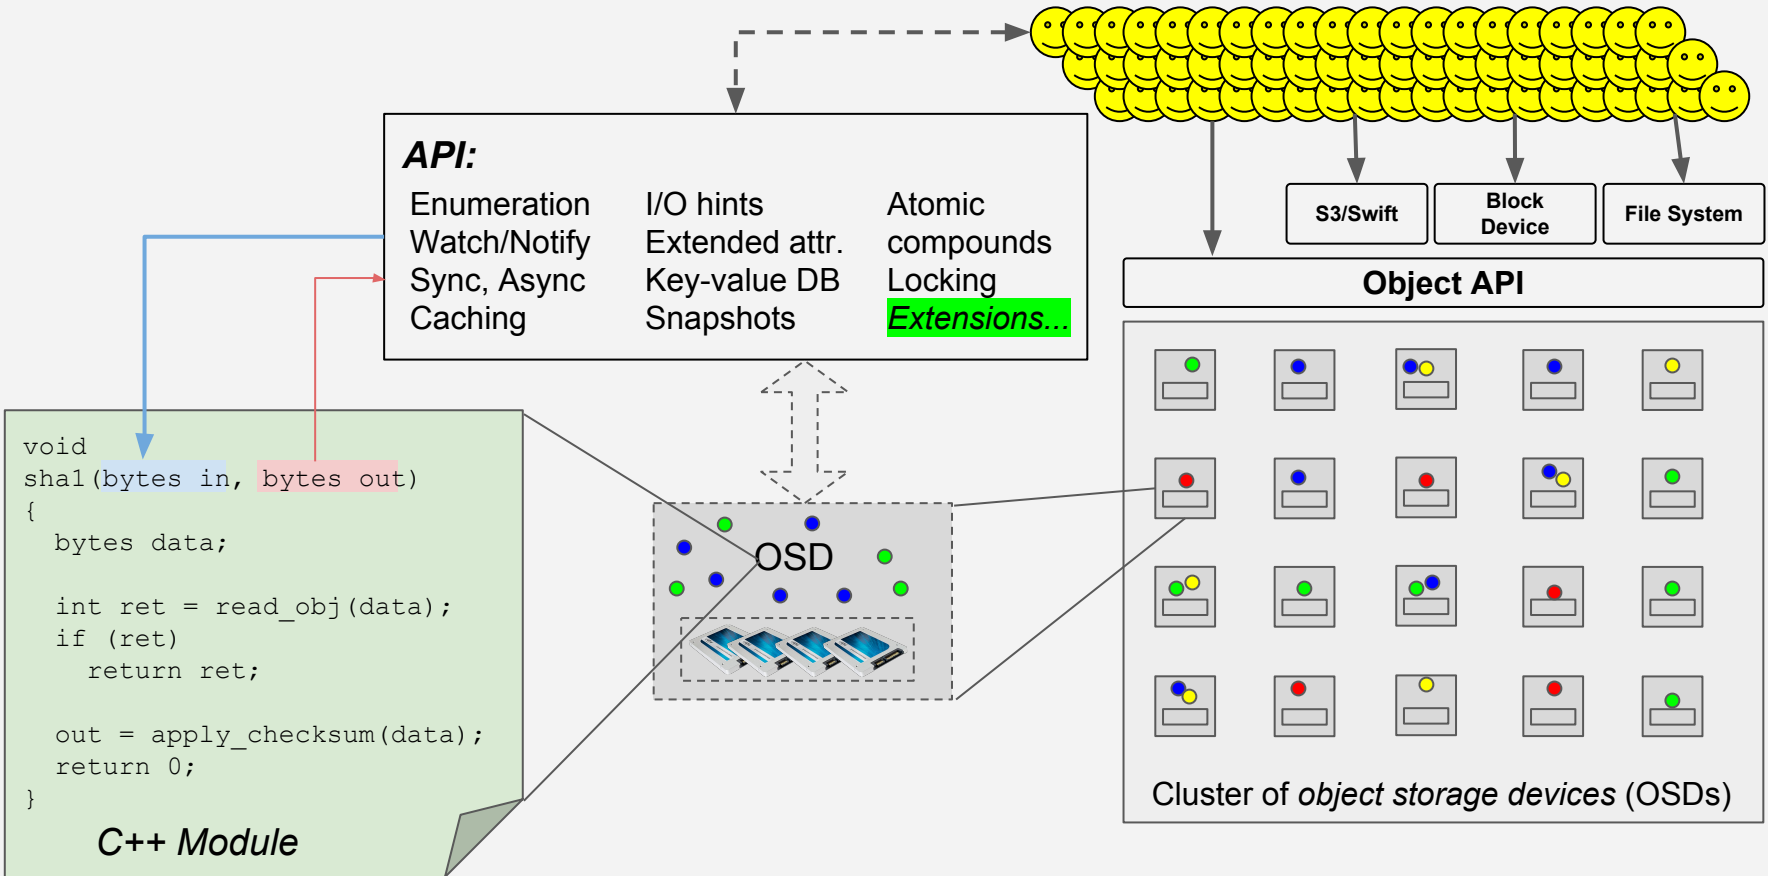 API:
Enumeration
Watch/Notify
Sync, Async
Caching
I/O hints
Extended attr.
Key-value DB
Snapshots
Atomic
compounds
Locking
Extensions...
S3/Swift
Block
Device
File System
Object API
void
sha1(bytes in, bytes out)
{
  bytes data;
  int ret = read_obj(data);
  if (ret)
    return ret;
  out = apply_checksum(data);
  return 0;
}
C++ Module
OSD
Cluster of object storage devices (OSDs)